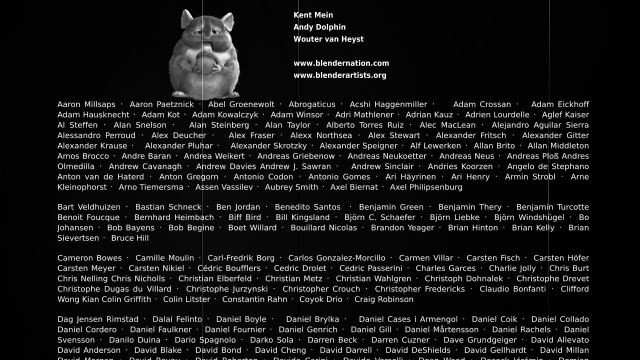 Kent Mein
Andy Dolphin
Wouter van Heyst
www.blendernation.com
www.blenderartists.org
Aaron Millsaps · Aaron Paetznick · Abel Groenewolt · Abrogaticus · Acshi Haggenmiller · Adam Crossan · Adam Eickhoff
Adam Hausknecht · Adam Kot · Adam Kowalczyk · Adam Winsor · Adri Mathlener · Adrian Kauz · Adrien Lourdelle · Aglef Kaiser
Al Steffen · Alan Snelson · Alan Steinberg · Alan Taylor · Alberto Torres Ruiz · Alec MacLean · Alejandro Aguilar Sierra
Alessandro Perroud · Alex Deucher · Alex Fraser · Alexx Northsea · Alex Stewart · Alexander Fritsch · Alexander Gitter
Alexander Krause · Alexander Pluhar · Alexander Skrotzky · Alexander Speigner · Alf Lewerken · Allan Brito · Allan Middleton
Amos Brocco · Andre Baran · Andrea Weikert · Andreas Griebenow · Andreas Neukoetter · Andreas Neus · Andreas Ploß Andres
Olmedilla · Andrew Cavanagh · Andrew Davies Andrew J. Sawran · Andrew Sinclair · Andries Koorzen · Angelo de Stephano
Anton van de Haterd · Anton Gregorn · Antonio Codon · Antonio Gomes · Ari Häyrinen · Ari Henry · Armin Strobl · Arne
Kleinophorst · Arno Tiemersma · Assen Vassilev · Aubrey Smith · Axel Biernat · Axel Philipsenburg
Bart Veldhuizen · Bastian Schneck · Ben Jordan · Benedito Santos · Benjamin Green · Benjamin Thery · Benjamin Turcotte
Benoit Foucque · Bernhard Heimbach · Biff Bird · Bill Kingsland · Björn C. Schaefer · Björn Liebke · Björn Windshügel · Bo
Johansen · Bob Bayens · Bob Begine · Boet Willard · Bouillard Nicolas · Brandon Yeager · Brian Hinton · Brian Kelly · Brian
Sievertsen · Bruce Hill
Cameron Bowes · Camille Moulin · Carl-Fredrik Borg · Carlos Gonzalez-Morcillo · Carmen Villar · Carsten Fisch · Carsten Höfer
Carsten Meyer · Carsten Nikiel · Cédric Boufflers · Cedric Drolet · Cedric Passerini · Charles Garces · Charlie Jolly · Chris Burt
Chris Nelling Chris Nicholls · Christian Elberfeld · Christian Metz · Christian Wahlgren · Christoph Dohnalek · Christophe Drevet
Christophe Dugas du Villard · Christophe Jurzynski · Christopher Crouch · Christopher Fredericks · Claudio Bonfanti · Clifford
Wong Kian Colin Griffith · Colin Litster · Constantin Rahn · Coyok Drio · Craig Robinson
Dag Jensen Rimstad · Dalai Felinto · Daniel Boyle · Daniel Brylka · Daniel Cases i Armengol · Daniel Coik · Daniel Collado
Daniel Cordero · Daniel Faulkner · Daniel Fournier · Daniel Genrich · Daniel Gill · Daniel Mårtensson · Daniel Rachels · Daniel
Svensson · Danilo Duina · Dario Spagnolo · Darko Sola · Darren Beck · Darren Cuzner · Dave Grundgeiger · David Allevato
David Anderson · David Blake · David Bond · David Cheng · David Darrell · David DeShields · David Gellhardt · David Millan